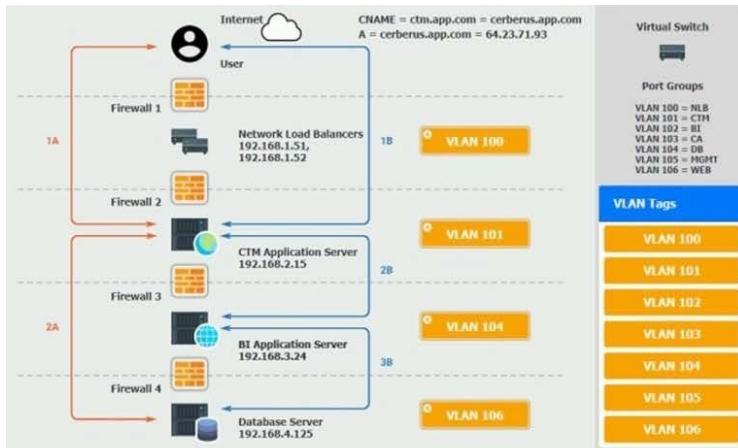 Internet
CNAME = ctm.app.com = cerberus.app.com
A = cerberus.app.com = 64.23.71.93
User
Firewall 1
1A
Network Load Balancers
192.168.1.51,
192.168.1.52
1B
VLAN 100
Firewall 2
CTM Application Server
192.168.2.15
VLAN 101
2B
Firewall 3
2A
BI Application Server
192.168.3.24
VLAN 104
3B
Firewall 4
Database Server
192.168.4.125
VLAN 106
Virtual Switch
Port Groups
VLAN 100 = NLB
VLAN 101 = CTM
VLAN 102 = BI
VLAN 103 = CA
VLAN 104 = DB
VLAN 105 = MGMT
VLAN 106 = WEB
VLAN Tags
VLAN 100
VLAN 101
VLAN 102
VLAN 103
VLAN 104
VLAN 105
VLAN 106